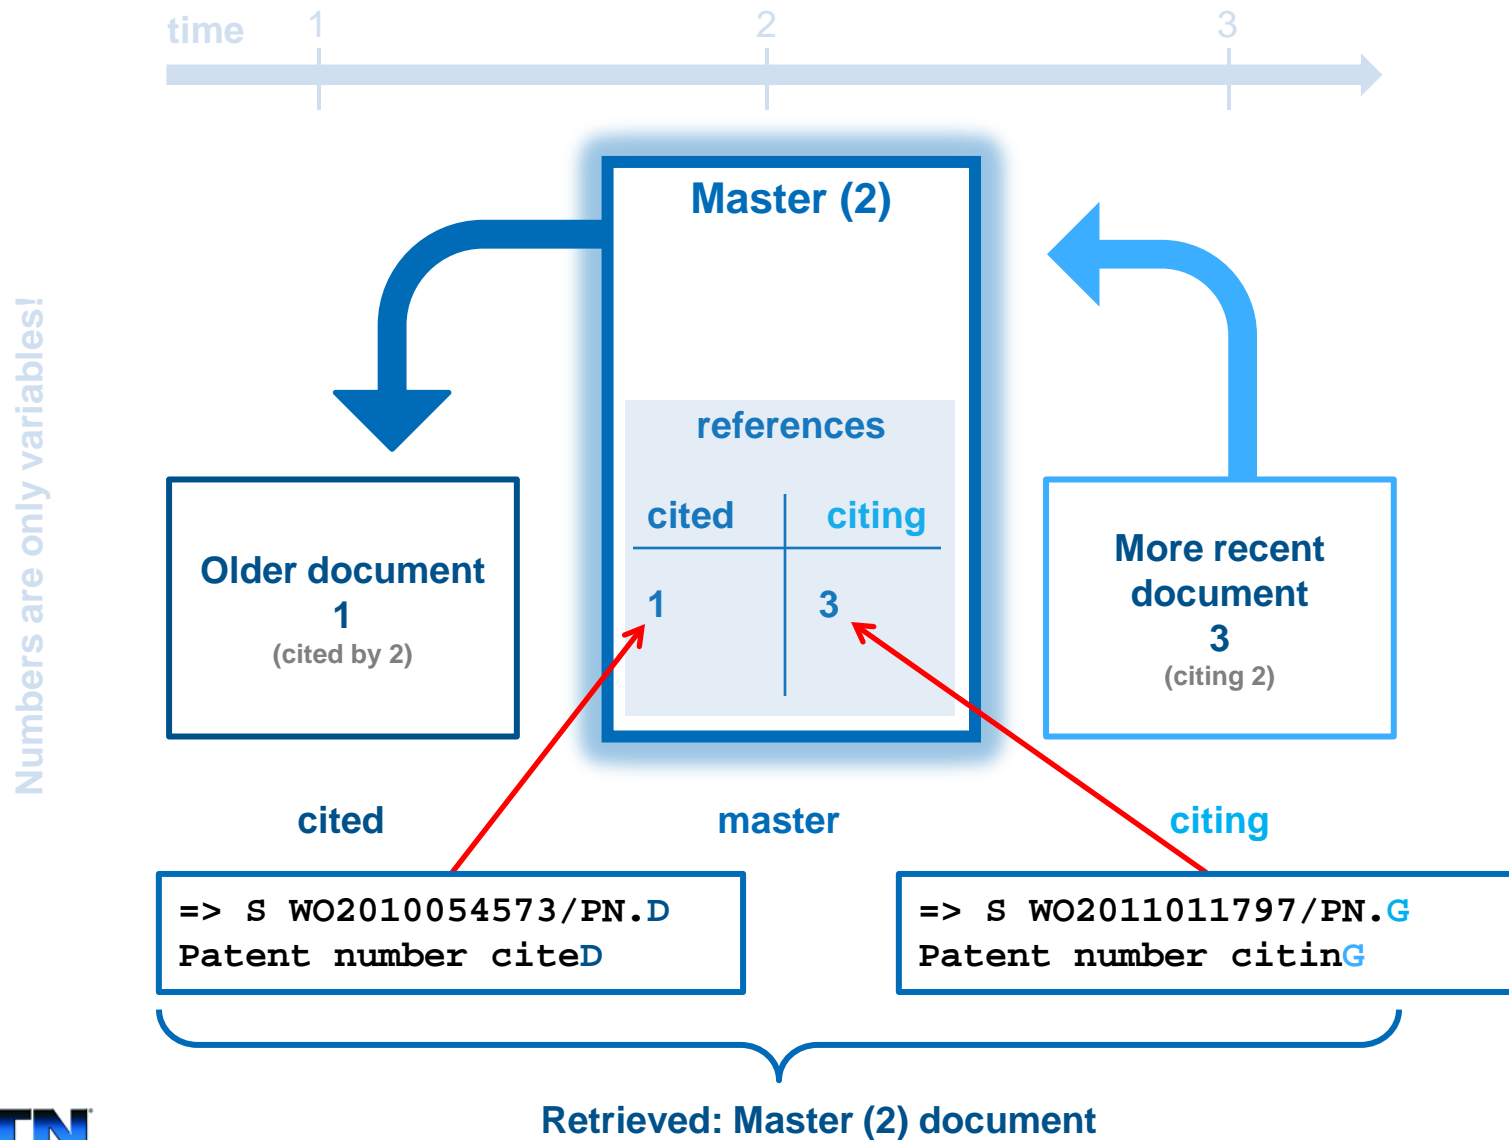 time 1 2 3
Numbers are only variables!
Master (2)
references
cited citing
1 3
Older document
1
(cited by 2)
More recent
document
3
(citing 2)
cited master citing
=> S WO2010054573/PN.D
Patent number citeD
=> S WO2011011797/PN.G
Patent number citinG
Retrieved: Master (2) document